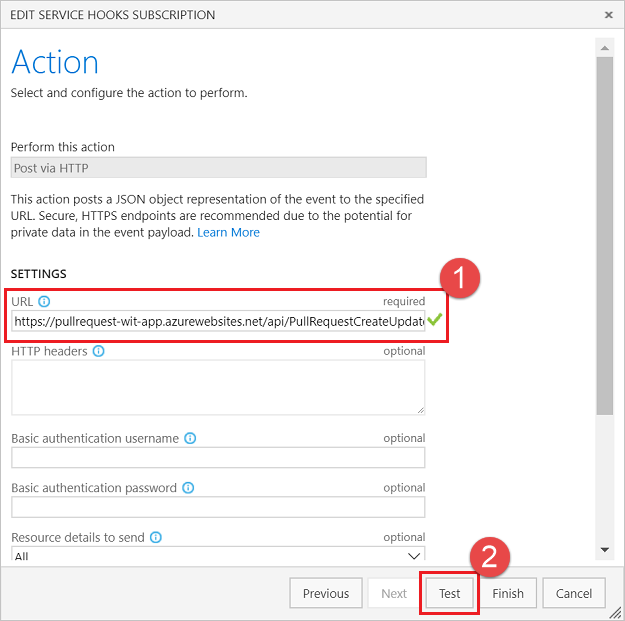 EDIT SERVICE HOOKS SUBSCRIPTION
Action
Select and configure the action to perform.
Perform this action
Post via HTTP
This action posts a JSON object representation of the event to the specified
URL. Secure, HTTPS endpoints are recommended due to the potential for
private data in the event payload. Learn More
SETTINGS
1
URL required
https://pullrequest-wit-app.azurewebsites.net/api/PullRequestCreateUpdate
HTTP headers optional
Basic authentication username optional
Basic authentication password optional
Resource details to send optional
All
2
Previous Next Test Finish Cancel